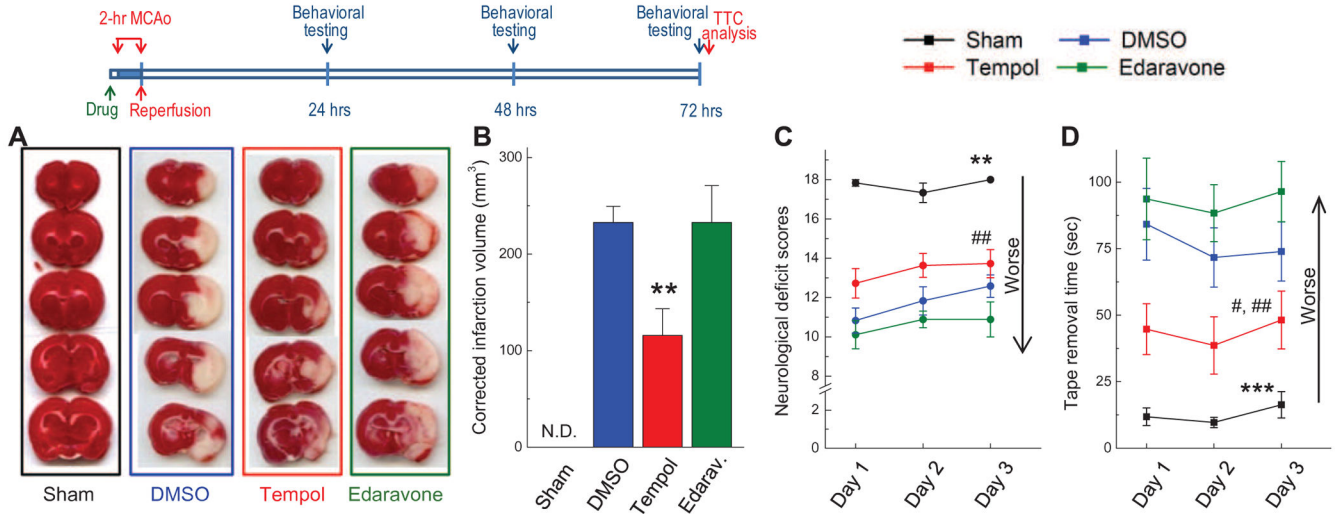 2-hr MCAo
Behavioral
testing
Behavioral
testing
Behavioral
testing
TTC
analysis
Drug
Reperfusion
24 hrs
48 hrs
72 hrs
Sham
DMSO
Tempol
Edaravone
A
Sham
DMSO
Tempol
Edaravone
B
Corrected infarction volume (mm³)
300
200
100
0
N.D.
**
Sham
DMSO
Tempol
Edarav.
C
Neurological deficit scores
18
16
14
12
10
8
2
0
**
##
Worse
Day 1
Day 2
Day 3
D
Tape removal time (sec)
100
75
50
25
0
#, ##
***
Worse
Day 1
Day 2
Day 3